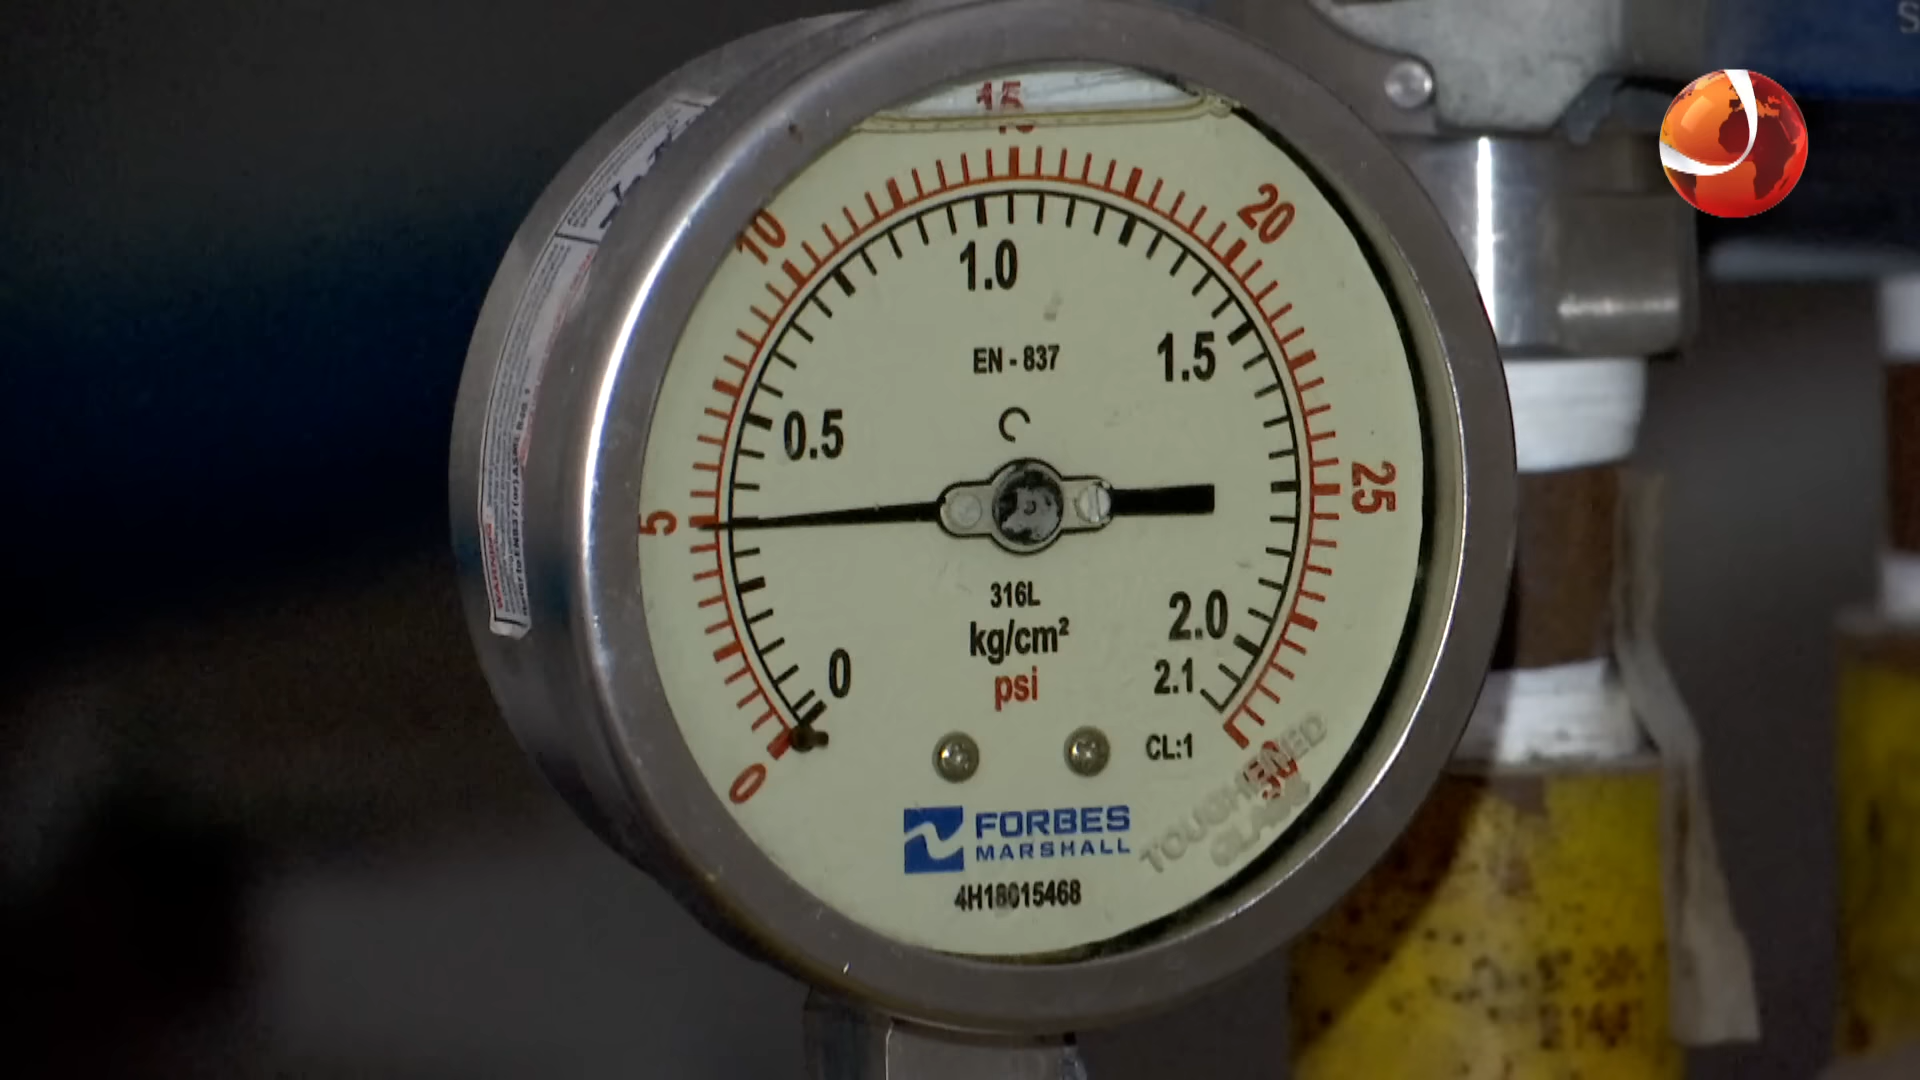 15
10
20
1.0
EN - 837
1.5
0.5
25
5
316L
kg/cm²
2.0
0
psi
2.1
CL:1
0
30
TOUGHENED
GLASS
FORBES
MARSHALL
4H18015468
WARNING